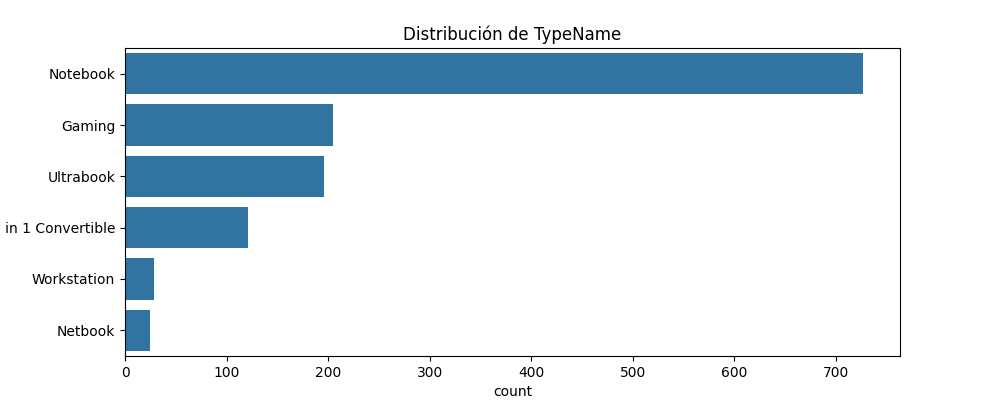 Distribución de TypeName
Notebook
Gaming
Ultrabook
in 1 Convertible
Workstation
Netbook
0 100 200 300 400 500 600 700
count